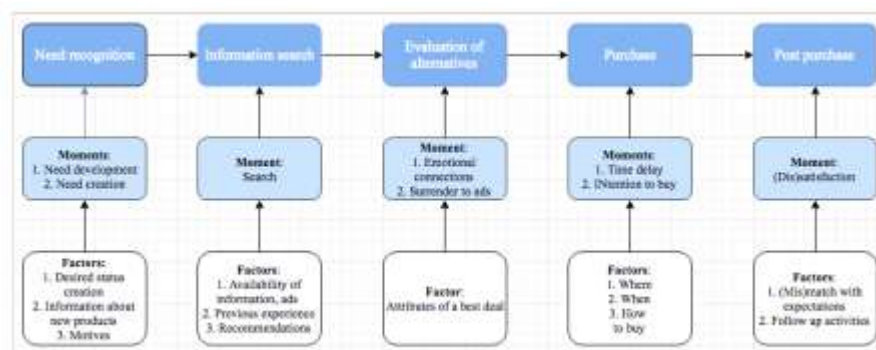 Need recognition
Information search
Evaluation of
alternatives
Purchase
Post purchase
Moments:
1. Need development
2. Need creation
Moment:
Search
Moment:
1. Emotional
connections
2. Surrender to ads
Moments:
1. Time delay
2. INtention to buy
Moment:
(Dis)satisfaction
Factors:
1. Desired status
creation
2. Information about
new products
3. Motives
Factors:
1. Availability of
information, ads
2. Previous experience
3. Recommendations
Factor:
Attributes of a best deal
Factors:
1. Where
2. When
3. How
to buy
Factors:
1. (Mis)match with
expectations
2. Follow up activities